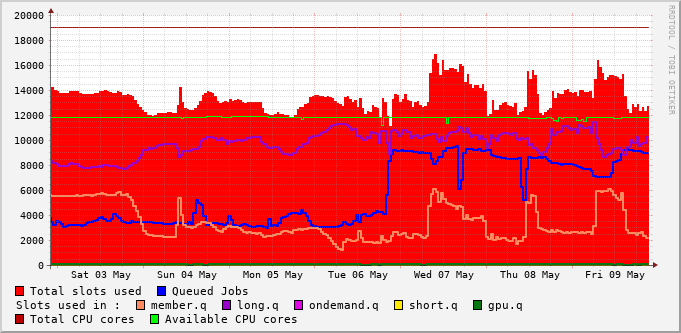 20000
18000
16000
14000
12000
10000
8000
6000
4000
2000
0
Sat 03 May Sun 04 May Mon 05 May Tue 06 May Wed 07 May Thu 08 May Fri 09 May
Total slots used Queued Jobs
Slots used in : member.q long.q ondemand.q short.q gpu.q
Total CPU cores Available CPU cores
RRDTOOL / TOBI OETIKER